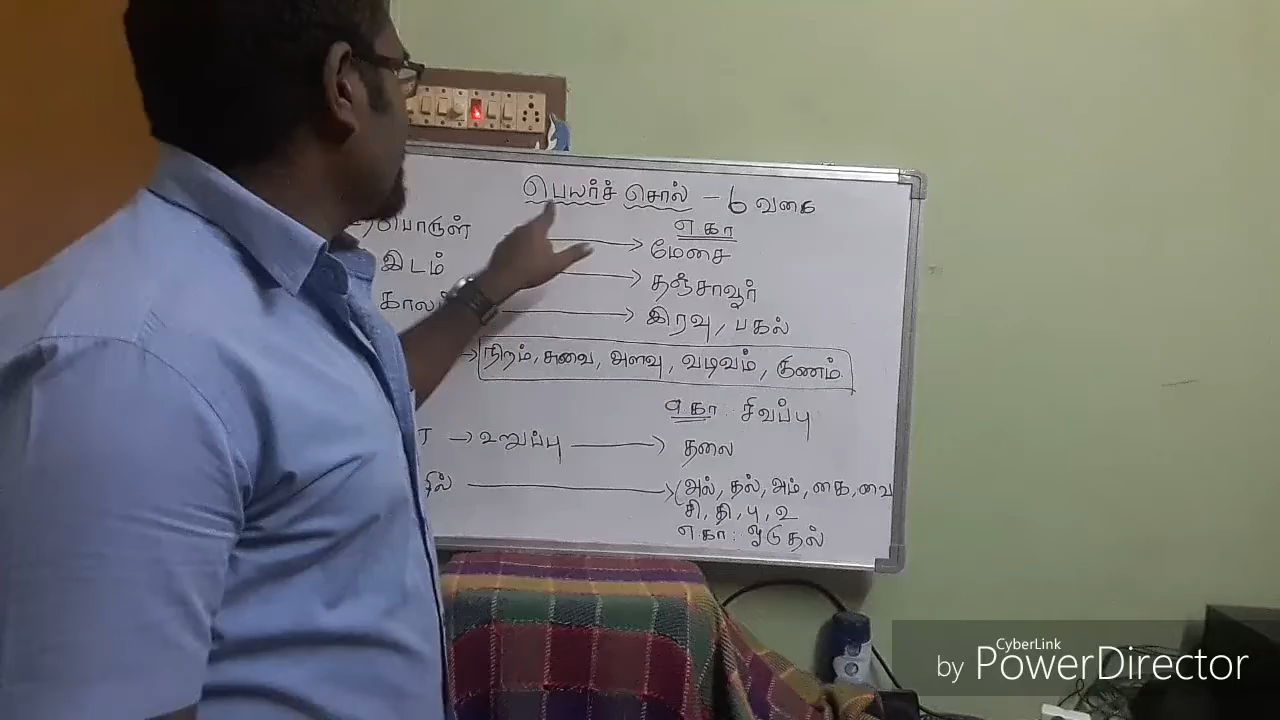 பெயர்ச் சொல் - 6 வகை
எ கா
பொருள் → மேசை
இடம் → தஞ்சாவூர்
→ இரவு, பகல்
→ நிறம், சுவை, அளவு, வடிவம், குணம்
எ கா : சிவப்பு
→ உறுப்பு → தலை
→ (அல், தல், அம், கை, வை
சி, தி, பு, உ
எ கா : ஓடுதல்
CyberLink
by PowerDirector